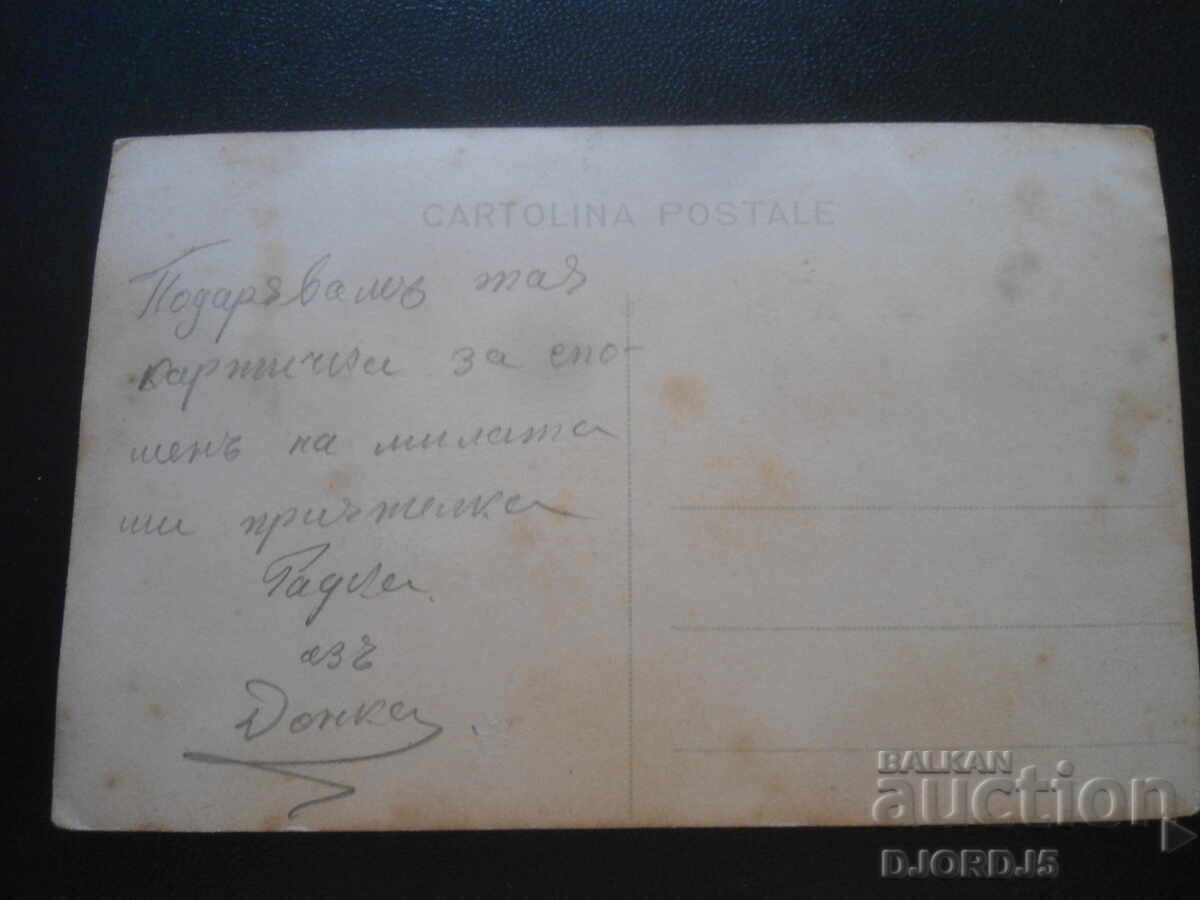 CARTOLINA POSTALE
Подарявамъ тая
картичка за спо-
менъ на милата
ми приятелка
Радка.
азъ
Донка.
BALKAN
auction
DJORDJ5